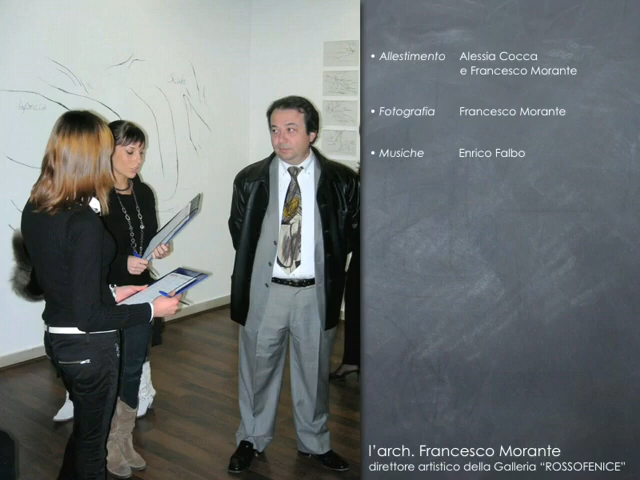 • Allestimento Alessia Cocca
e Francesco Morante
• Fotografia Francesco Morante
• Musiche Enrico Falbo
l'arch. Francesco Morante
direttore artistico della Galleria “ROSSOFENICE”